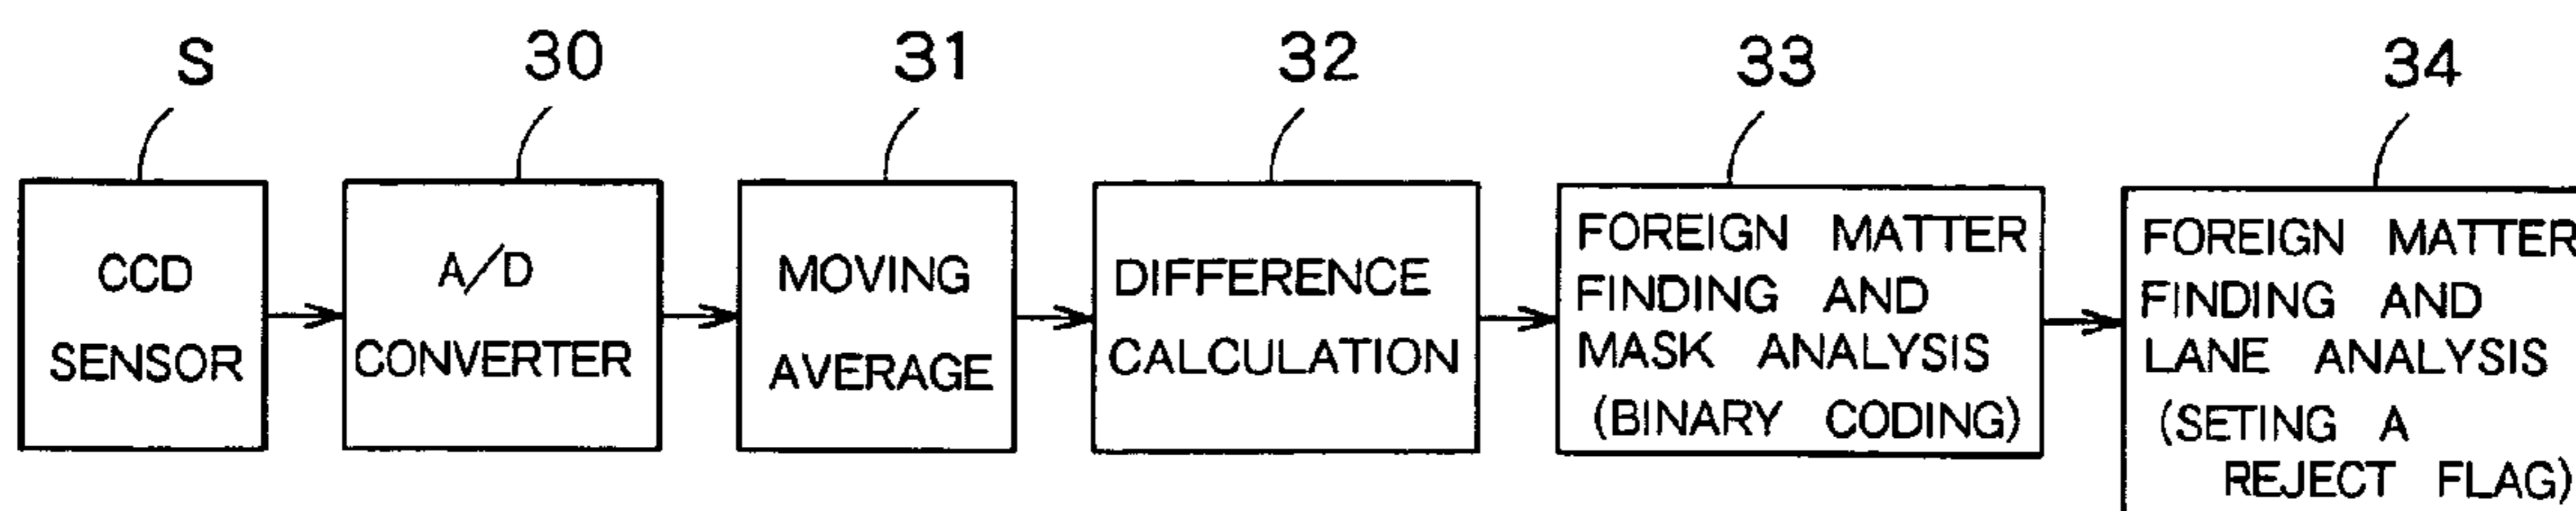 S
30
31
32
33
34
CCD
SENSOR
A/D
CONVERTER
MOVING
AVERAGE
DIFFERENCE
CALCULATION
FOREIGN MATTER
FINDING AND
MASK ANALYSIS
(BINARY CODING)
FOREIGN MATTER
FINDING AND
LANE ANALYSIS
(SETING A
REJECT FLAG)